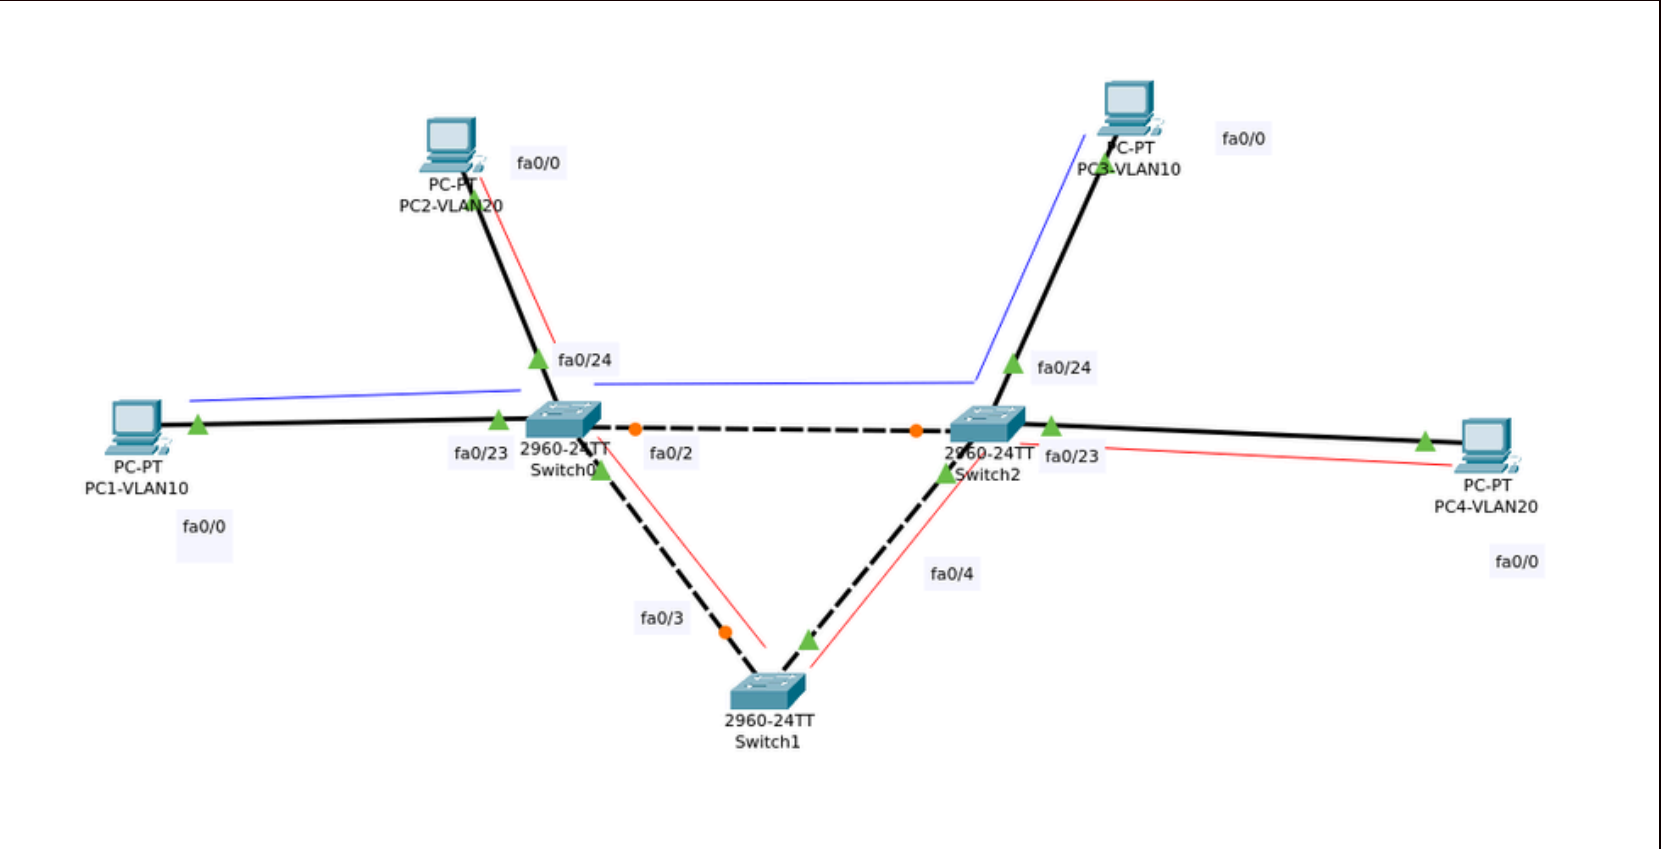 fa0/0
PC-PT
PC3-VLAN10
fa0/0
PC-PT
PC2-VLAN20
fa0/24
fa0/24
fa0/23
2960-24TT
Switch0
fa0/2
2960-24TT
Switch2
fa0/23
PC-PT
PC1-VLAN10
PC-PT
PC4-VLAN20
fa0/0
fa0/0
fa0/4
fa0/3
2960-24TT
Switch1